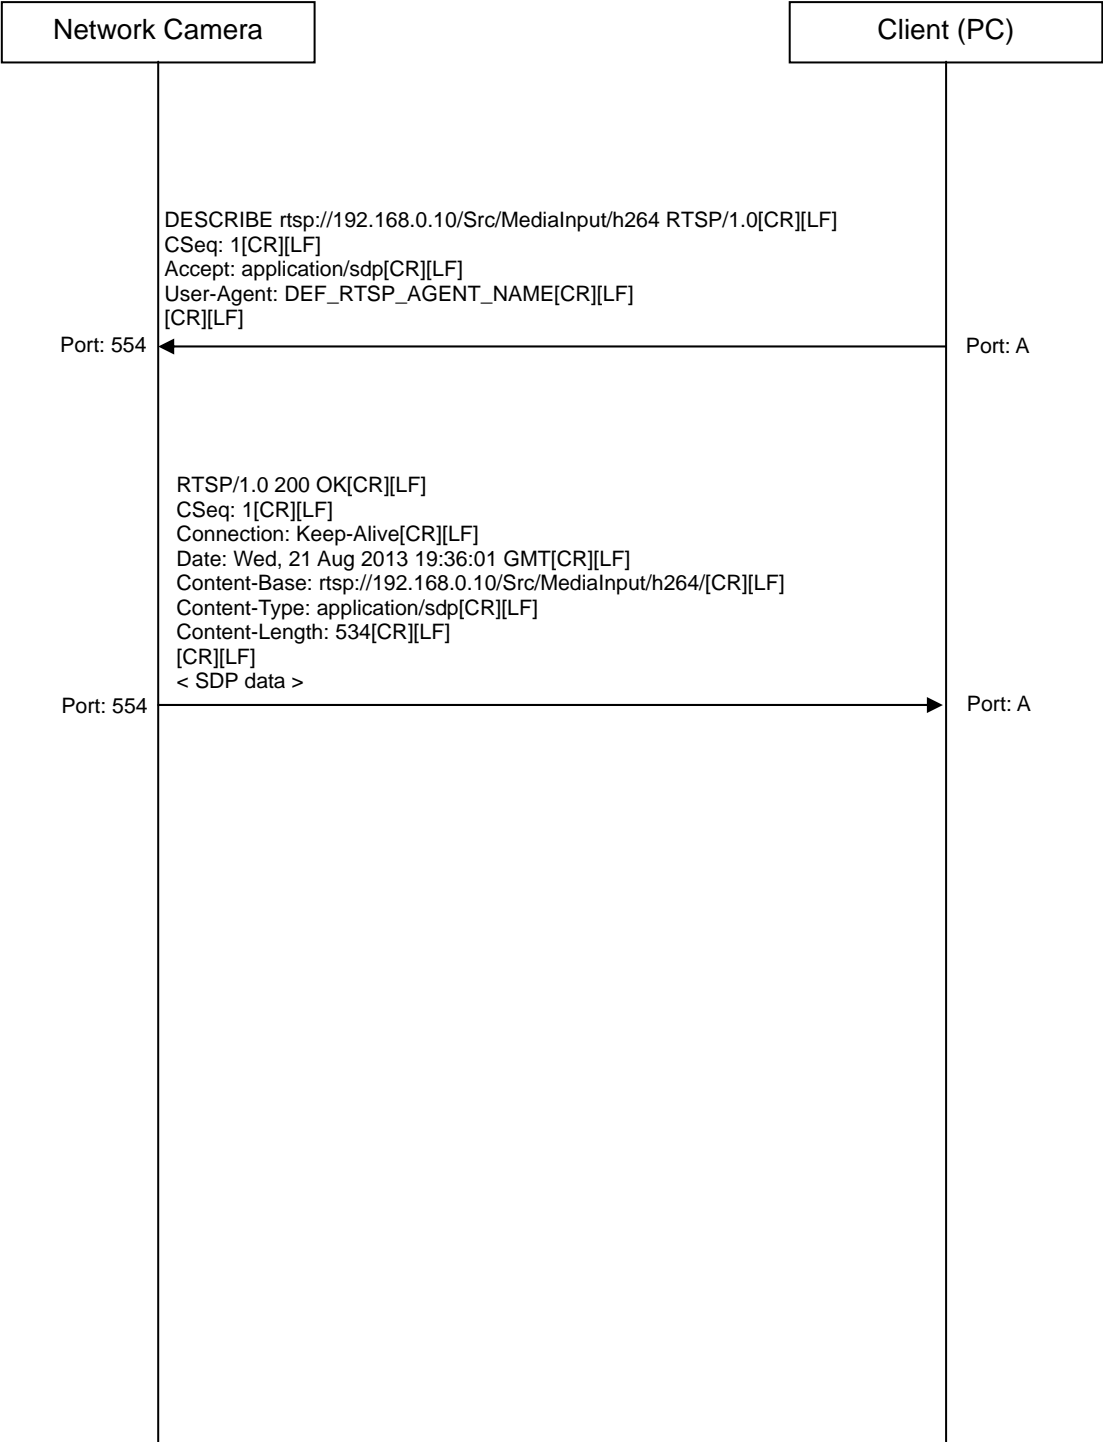 Network Camera
Client (PC)
DESCRIBE rtsp://192.168.0.10/Src/MediaInput/h264 RTSP/1.0[CR][LF]
CSeq: 1[CR][LF]
Accept: application/sdp[CR][LF]
User-Agent: DEF_RTSP_AGENT_NAME[CR][LF]
[CR][LF]
Port: 554
Port: A
RTSP/1.0 200 OK[CR][LF]
CSeq: 1[CR][LF]
Connection: Keep-Alive[CR][LF]
Date: Wed, 21 Aug 2013 19:36:01 GMT[CR][LF]
Content-Base: rtsp://192.168.0.10/Src/MediaInput/h264/[CR][LF]
Content-Type: application/sdp[CR][LF]
Content-Length: 534[CR][LF]
[CR][LF]
< SDP data >
Port: 554
Port: A